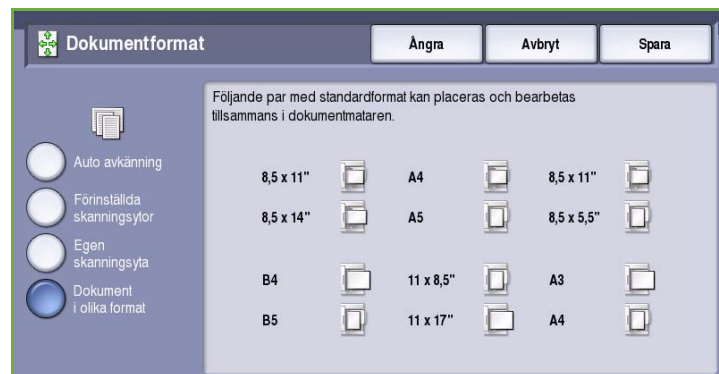 Dokumentformat
Ångra
Avbryt
Spara
Följande par med standardformat kan placeras och bearbetas
tillsammans i dokumentmataren.
Auto avkänning
Förinställda
skanningsytor
Egen
skanningsyta
Dokument
i olika format
8,5 x 11" A4 8,5 x 11"
8,5 x 14" A5 8,5 x 5,5"
B4 11 x 8,5" A3
B5 11 x 17" A4